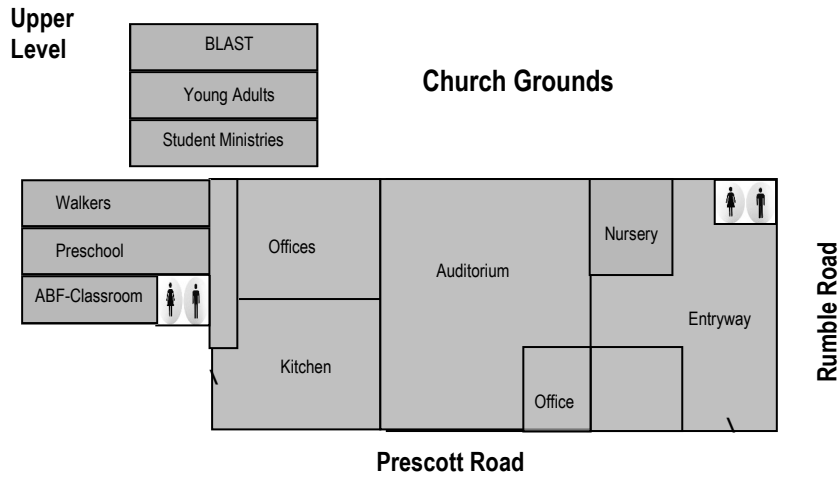 Upper
Level
BLAST
Young Adults
Student Ministries
Church Grounds
Walkers
Preschool
ABF-Classroom
Offices
Kitchen
Auditorium
Office
Nursery
Entryway
Rumble Road
Prescott Road